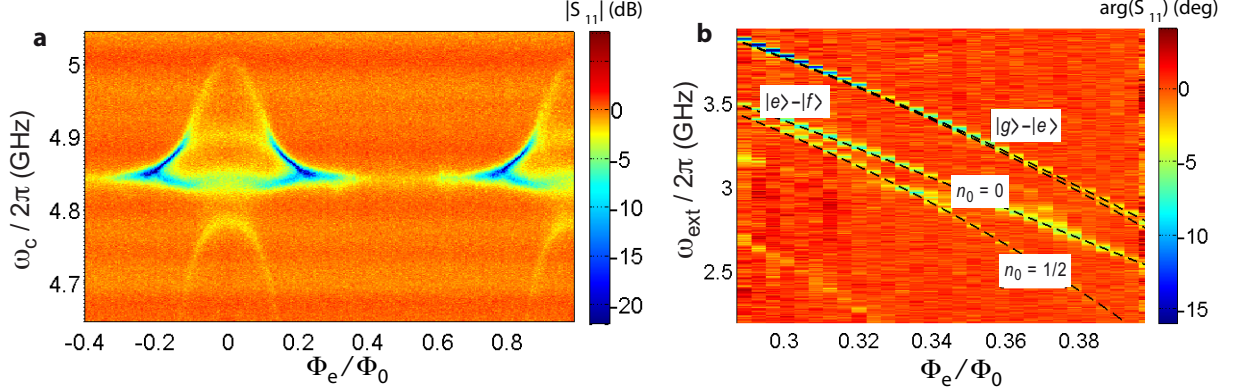 a
|S11| (dB)
ωc / 2π (GHz)
5
4.9
4.8
4.7
-0.4
-0.2
0
0.2
0.4
0.6
0.8
Φe/Φ0
0
-5
-10
-15
-20
b
arg(S11) (deg)
ωext / 2π (GHz)
3.5
3
2.5
0.3
0.32
0.34
0.36
0.38
Φe/Φ0
|e⟩–|f⟩
|g⟩–|e⟩
n0 = 0
n0 = 1/2
0
-5
-10
-15